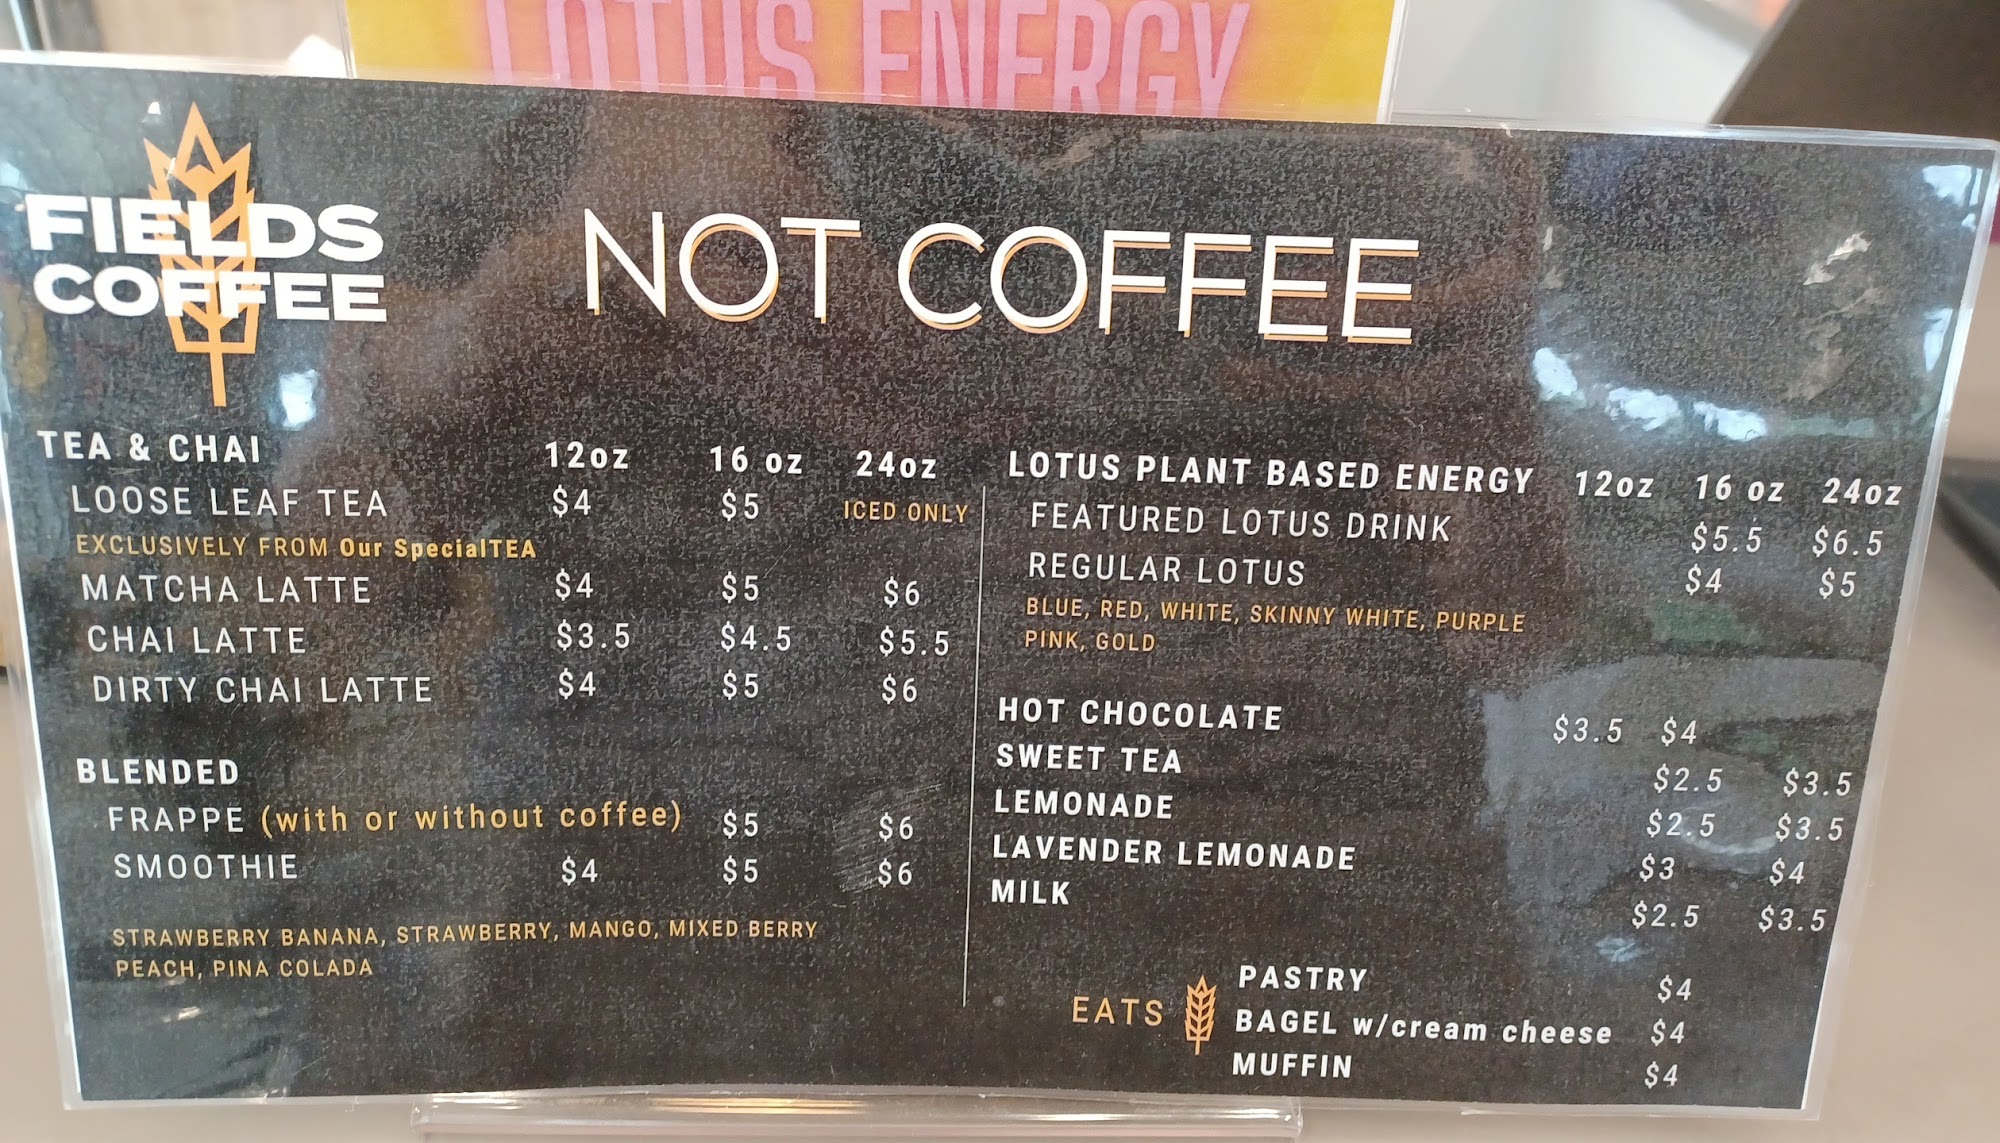 LOTUS ENERGY
FIELDS
COFFEE
NOT COFFEE
TEA & CHAI 12oz 16 oz 24oz
LOOSE LEAF TEA $4 $5 ICED ONLY
EXCLUSIVELY FROM Our SpecialTEA
MATCHA LATTE $4 $5 $6
CHAI LATTE $3.5 $4.5 $5.5
DIRTY CHAI LATTE $4 $5 $6
BLENDED
FRAPPE (with or without coffee) $5 $6
SMOOTHIE $4 $5 $6
STRAWBERRY BANANA, STRAWBERRY, MANGO, MIXED BERRY
PEACH, PINA COLADA
LOTUS PLANT BASED ENERGY 12oz 16 oz 24oz
FEATURED LOTUS DRINK $5.5 $6.5
REGULAR LOTUS $4 $5
BLUE, RED, WHITE, SKINNY WHITE, PURPLE
PINK, GOLD
HOT CHOCOLATE $3.5 $4
SWEET TEA $2.5 $3.5
LEMONADE $2.5 $3.5
LAVENDER LEMONADE $3 $4
MILK $2.5 $3.5
EATS
PASTRY $4
BAGEL w/cream cheese $4
MUFFIN $4